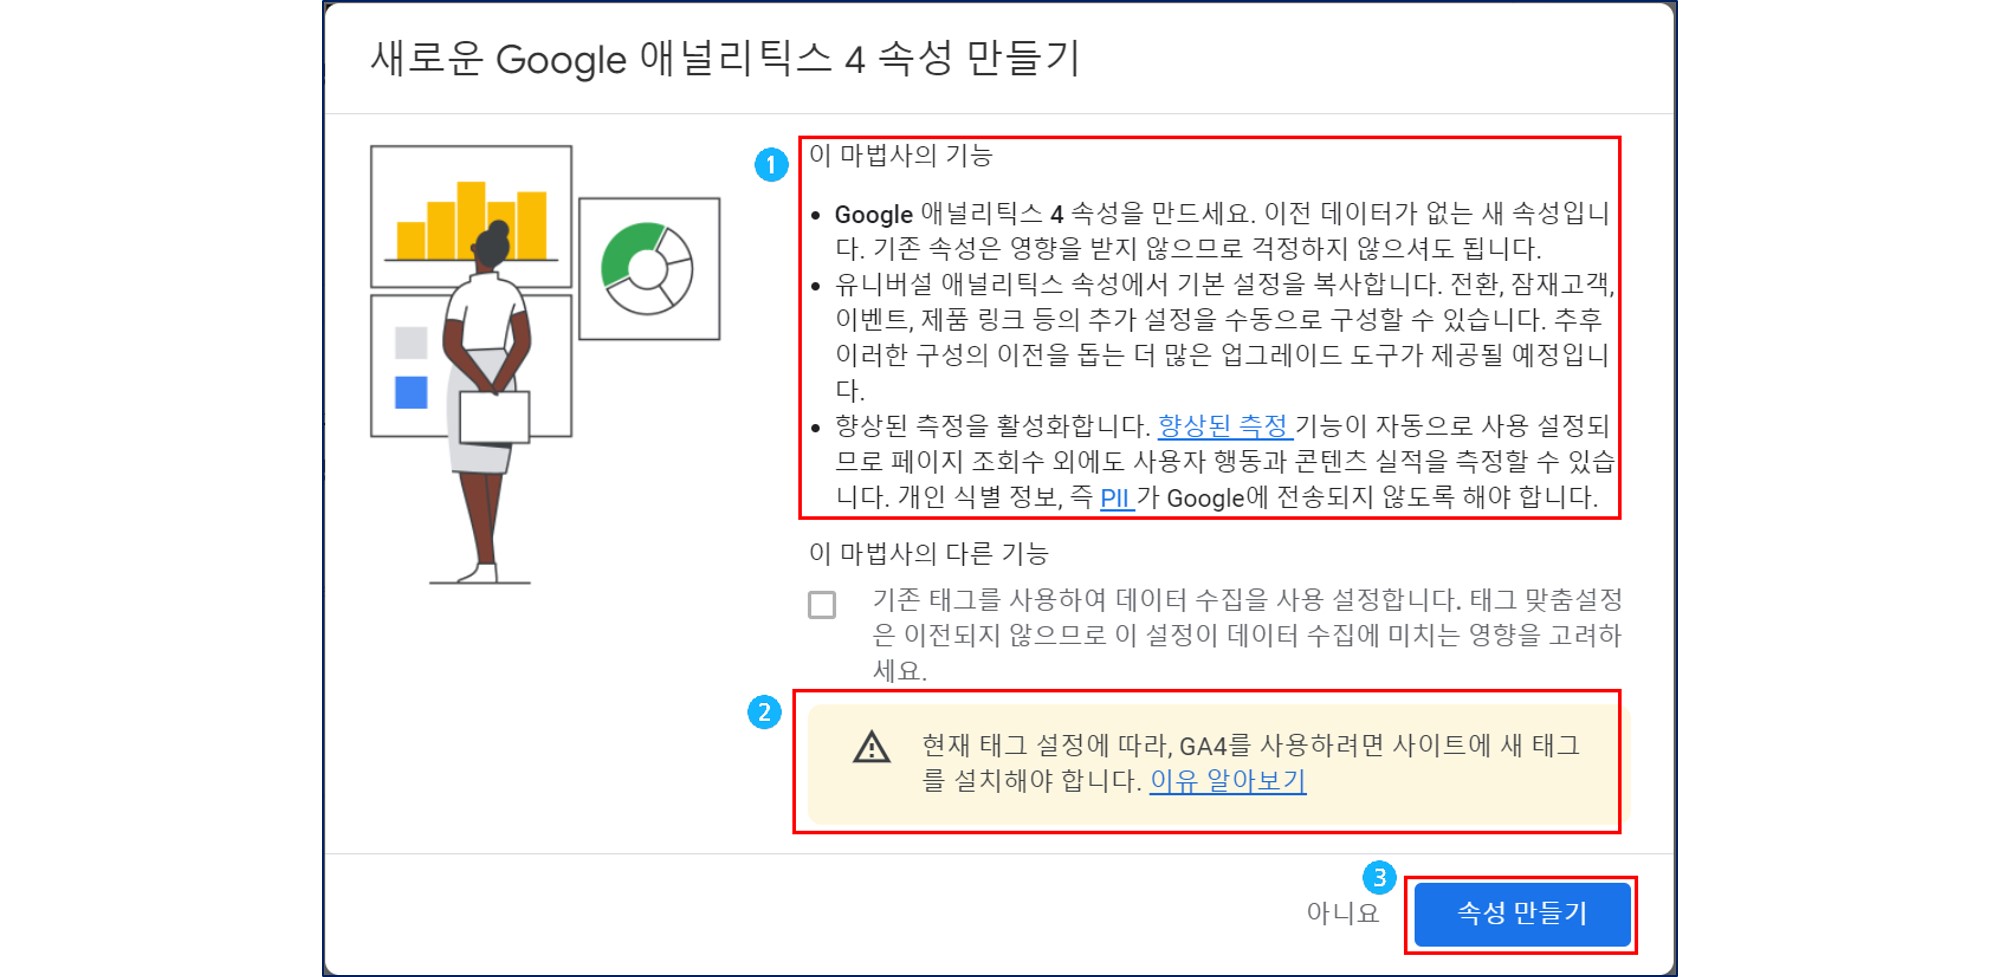 새로운 Google 애널리틱스 4 속성 만들기
1
이 마법사의 기능
• Google 애널리틱스 4 속성을 만드세요. 이전 데이터가 없는 새 속성입니
다. 기존 속성은 영향을 받지 않으므로 걱정하지 않으셔도 됩니다.
• 유니버설 애널리틱스 속성에서 기본 설정을 복사합니다. 전환, 잠재고객,
이벤트, 제품 링크 등의 추가 설정을 수동으로 구성할 수 있습니다. 추후
이러한 구성의 이전을 돕는 더 많은 업그레이드 도구가 제공될 예정입니
다.
• 향상된 측정을 활성화합니다. 향상된 측정 기능이 자동으로 사용 설정되
므로 페이지 조회수 외에도 사용자 행동과 콘텐츠 실적을 측정할 수 있습
니다. 개인 식별 정보, 즉 PII 가 Google에 전송되지 않도록 해야 합니다.
이 마법사의 다른 기능
기존 태그를 사용하여 데이터 수집을 사용 설정합니다. 태그 맞춤설정
은 이전되지 않으므로 이 설정이 데이터 수집에 미치는 영향을 고려하
세요.
2
현재 태그 설정에 따라, GA4를 사용하려면 사이트에 새 태그
를 설치해야 합니다. 이유 알아보기
3
아니요
속성 만들기